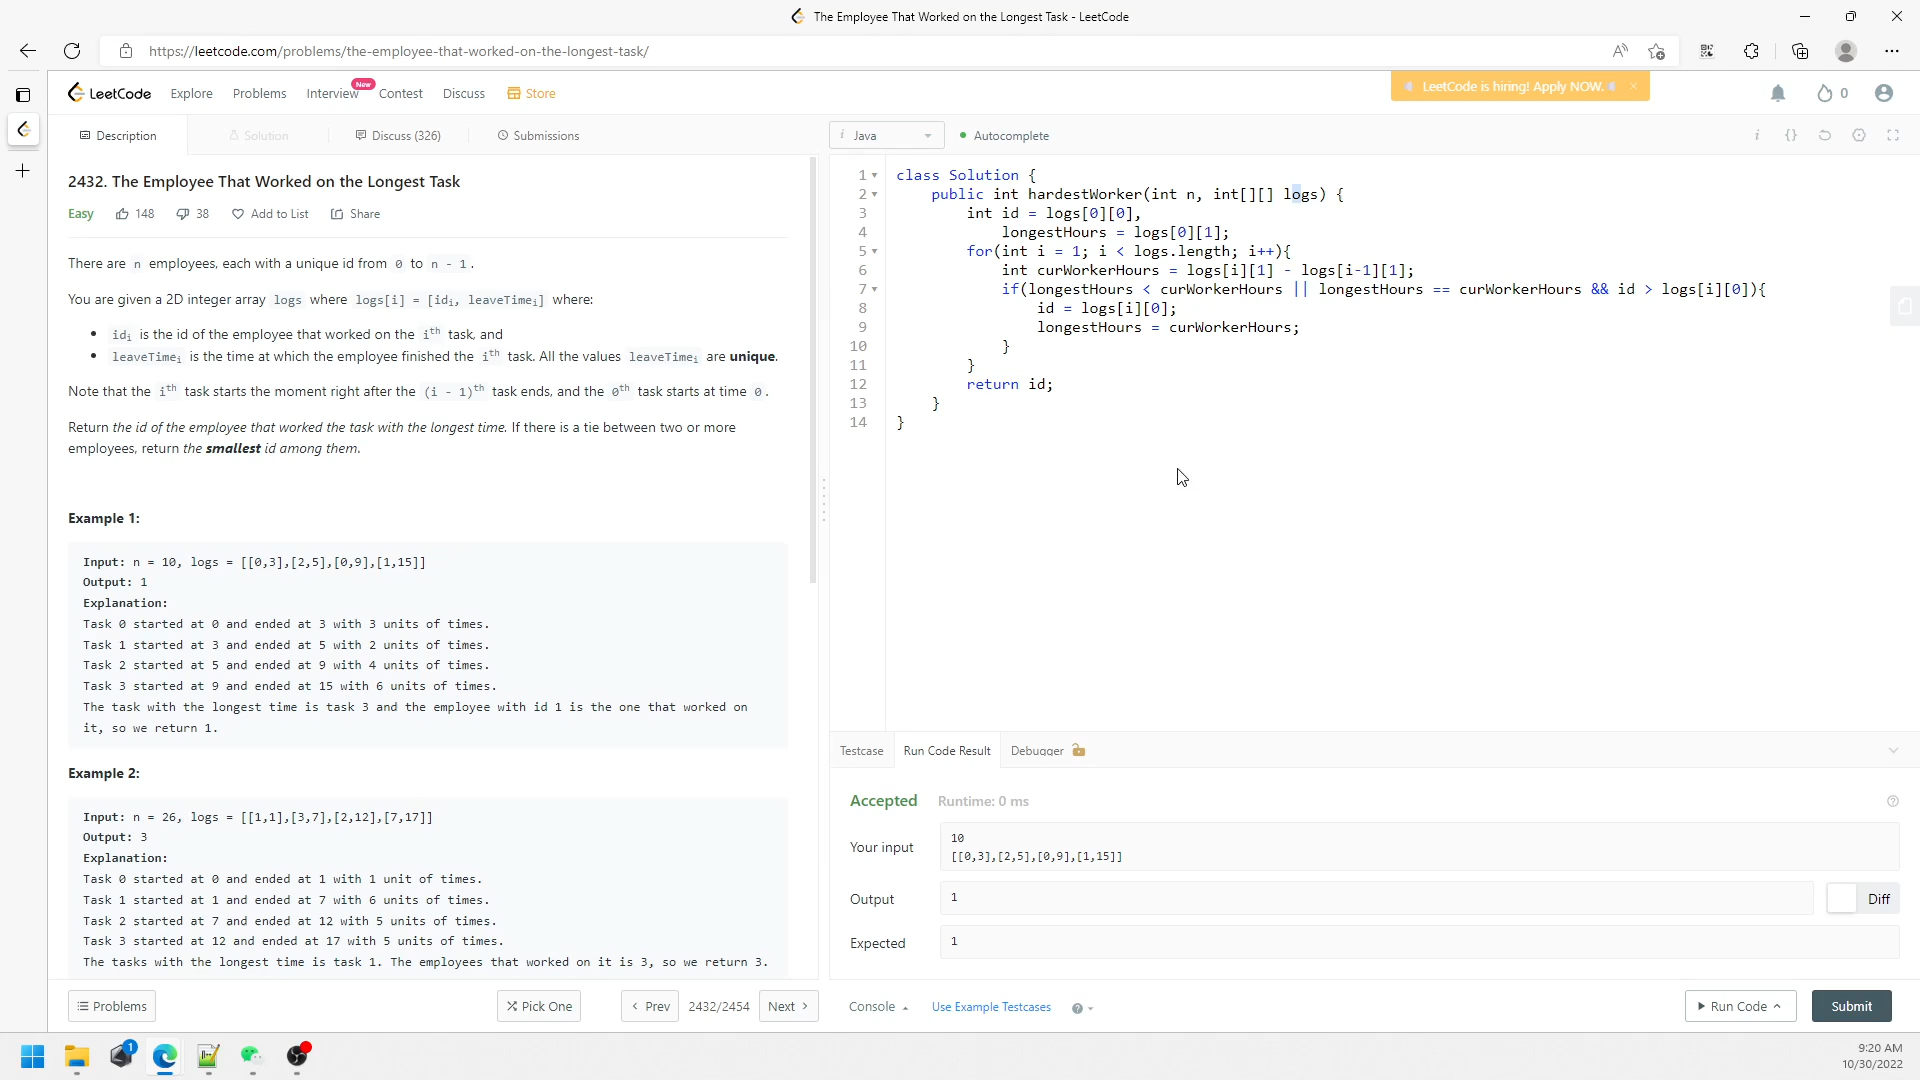 The Employee That Worked on the Longest Task - LeetCode
https://leetcode.com/problems/the-employee-that-worked-on-the-longest-task/
LeetCode Explore Problems Interview New Contest Discuss Store
LeetCode is hiring! Apply NOW.
0
Description Solution Discuss (326) Submissions
i Java Autocomplete
2432. The Employee That Worked on the Longest Task
Easy 148 38 Add to List Share
There are n employees, each with a unique id from 0 to n - 1.
You are given a 2D integer array logs where logs[i] = [idi, leaveTimei] where:
• idi is the id of the employee that worked on the ith task, and
• leaveTimei is the time at which the employee finished the ith task. All the values leaveTimei are unique.
Note that the ith task starts the moment right after the (i - 1)th task ends, and the 0th task starts at time 0.
Return the id of the employee that worked the task with the longest time. If there is a tie between two or more
employees, return the smallest id among them.
Example 1:
Input: n = 10, logs = [[0,3],[2,5],[0,9],[1,15]]
Output: 1
Explanation:
Task 0 started at 0 and ended at 3 with 3 units of times.
Task 1 started at 3 and ended at 5 with 2 units of times.
Task 2 started at 5 and ended at 9 with 4 units of times.
Task 3 started at 9 and ended at 15 with 6 units of times.
The task with the longest time is task 3 and the employee with id 1 is the one that worked on
it, so we return 1.
Example 2:
Input: n = 26, logs = [[1,1],[3,7],[2,12],[7,17]]
Output: 3
Explanation:
Task 0 started at 0 and ended at 1 with 1 unit of times.
Task 1 started at 1 and ended at 7 with 6 units of times.
Task 2 started at 7 and ended at 12 with 5 units of times.
Task 3 started at 12 and ended at 17 with 5 units of times.
The tasks with the longest time is task 1. The employees that worked on it is 3, so we return 3.
Problems Pick One Prev 2432/2454 Next
1 class Solution {
2 public int hardestWorker(int n, int[][] logs) {
3 int id = logs[0][0],
4 longestHours = logs[0][1];
5 for(int i = 1; i < logs.length; i++){
6 int curWorkerHours = logs[i][1] - logs[i-1][1];
7 if(longestHours < curWorkerHours || longestHours == curWorkerHours && id > logs[i][0]){
8 id = logs[i][0];
9 longestHours = curWorkerHours;
10 }
11 }
12 return id;
13 }
14 }
Testcase Run Code Result Debugger
Accepted Runtime: 0 ms
Your input
10
[[0,3],[2,5],[0,9],[1,15]]
Output 1 Diff
Expected 1
Console Use Example Testcases Run Code Submit
1
9:20 AM
10/30/2022